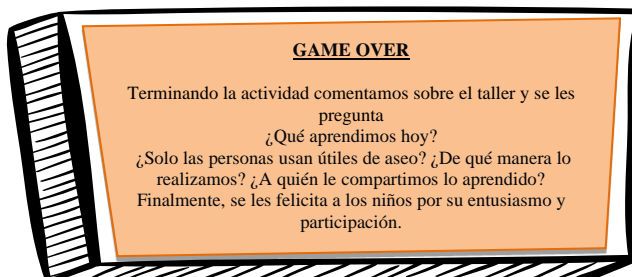 GAME OVER
Terminando la actividad comentamos sobre el taller y se les
pregunta
¿Qué aprendimos hoy?
¿Solo las personas usan útiles de aseo? ¿De qué manera lo
realizamos? ¿A quién le compartimos lo aprendido?
Finalmente, se les felicita a los niños por su entusiasmo y
participación.